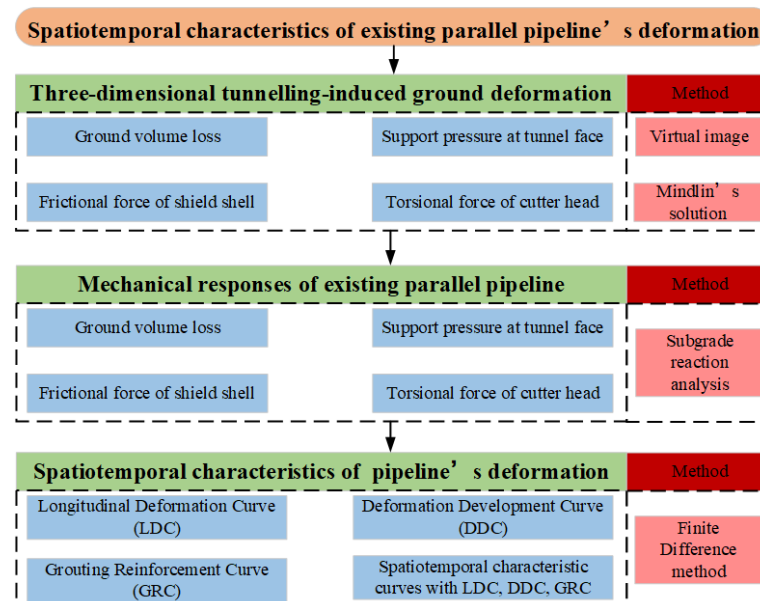 Spatiotemporal characteristics of existing parallel pipeline’s deformation
Three-dimensional tunnelling-induced ground deformation
Method
Ground volume loss
Support pressure at tunnel face
Virtual image
Frictional force of shield shell
Torsional force of cutter head
Mindlin’s
solution
Mechanical responses of existing parallel pipeline
Method
Ground volume loss
Support pressure at tunnel face
Subgrade
reaction
analysis
Frictional force of shield shell
Torsional force of cutter head
Spatiotemporal characteristics of pipeline’s deformation
Method
Longitudinal Deformation Curve
(LDC)
Deformation Development Curve
(DDC)
Finite
Difference
method
Grouting Reinforcement Curve
(GRC)
Spatiotemporal characteristic
curves with LDC, DDC, GRC